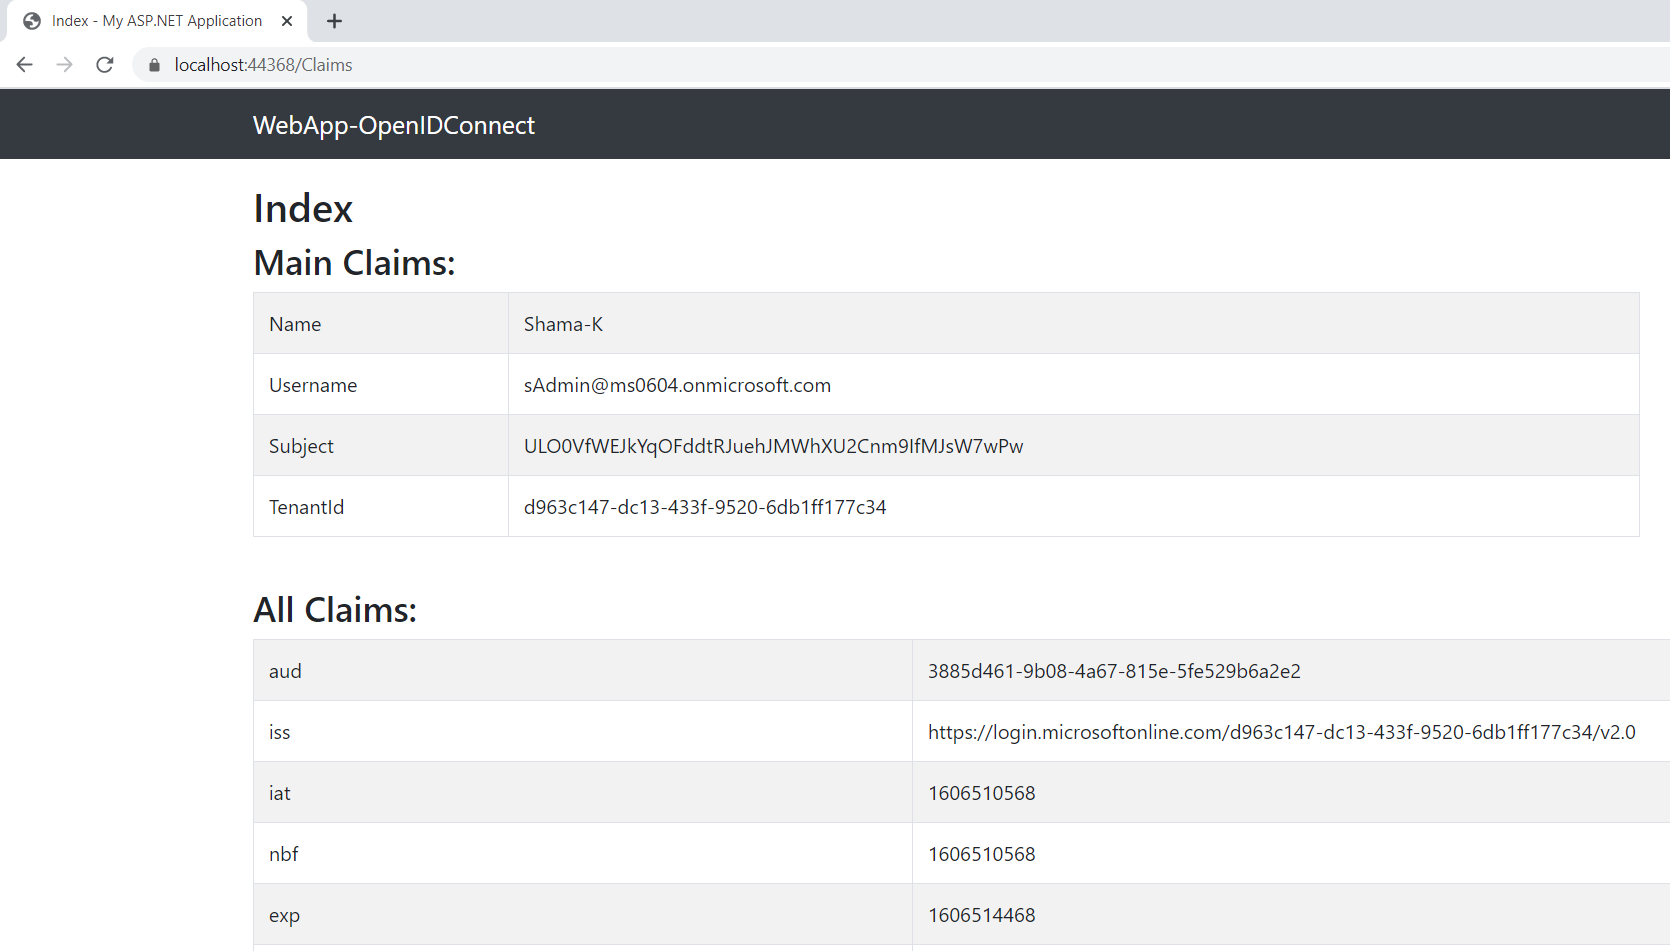 Index - My ASP.NET Application
localhost:44368/Claims
WebApp-OpenIDConnect
Index
Main Claims:
Name Shama-K
Username sAdmin@ms0604.onmicrosoft.com
Subject ULO0VfWEJkYqOFddtRJuehJMWhXU2Cnm9IfMJsW7wPw
TenantId d963c147-dc13-433f-9520-6db1ff177c34
All Claims:
aud 3885d461-9b08-4a67-815e-5fe529b6a2e2
iss https://login.microsoftonline.com/d963c147-dc13-433f-9520-6db1ff177c34/v2.0
iat 1606510568
nbf 1606510568
exp 1606514468